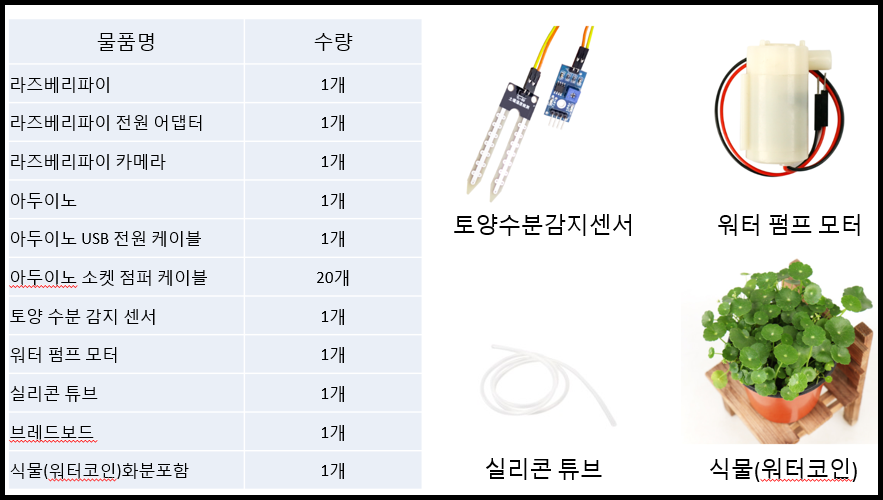 물품명 수량
라즈베리파이 1개
라즈베리파이 전원 어댑터 1개
라즈베리파이 카메라 1개
아두이노 1개
아두이노 USB 전원 케이블 1개
아두이노 소켓 점퍼 케이블 20개
토양 수분 감지 센서 1개
워터 펌프 모터 1개
실리콘 튜브 1개
브레드보드 1개
식물(워터코인)화분포함 1개
토양수분감지센서 워터 펌프 모터
실리콘 튜브 식물(워터코인)